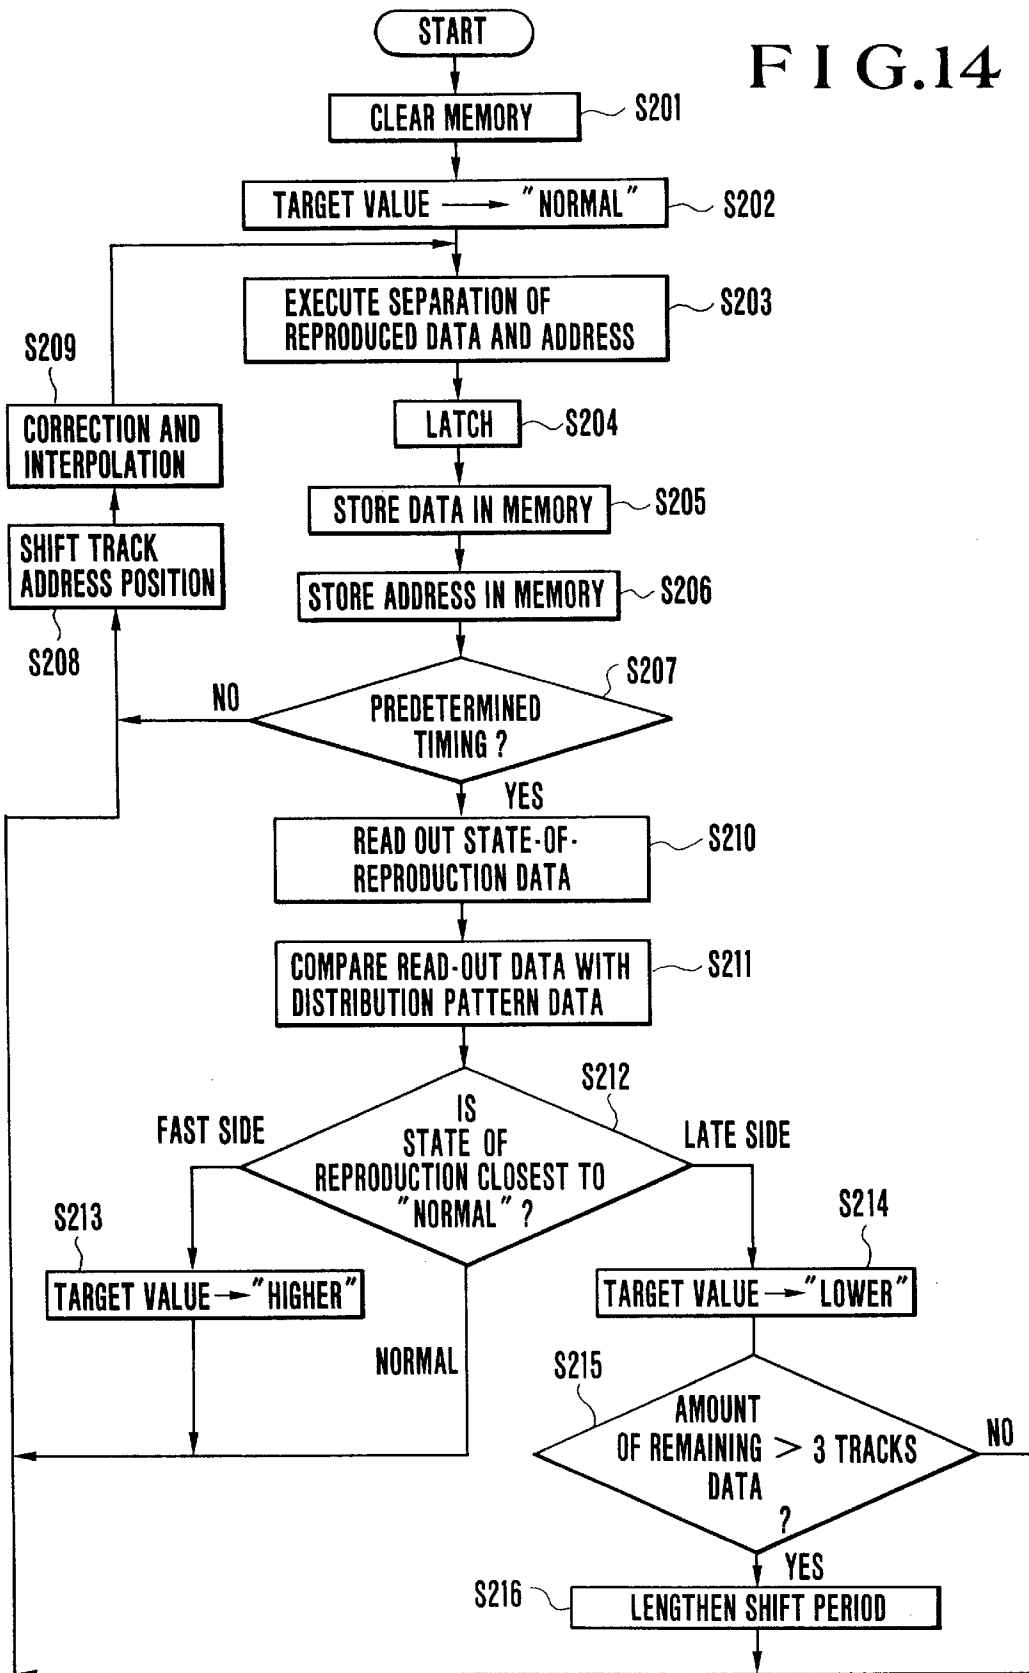 START
FIG.14
CLEAR MEMORY
S201
TARGET VALUE → "NORMAL"
S202
EXECUTE SEPARATION OF
REPRODUCED DATA AND ADDRESS
S203
S209
CORRECTION AND
INTERPOLATION
LATCH
S204
STORE DATA IN MEMORY
S205
SHIFT TRACK
ADDRESS POSITION
S208
STORE ADDRESS IN MEMORY
S206
S207
NO
PREDETERMINED
TIMING ?
YES
READ OUT STATE-OF-
REPRODUCTION DATA
S210
COMPARE READ-OUT DATA WITH
DISTRIBUTION PATTERN DATA
S211
S212
FAST SIDE
IS
STATE OF
REPRODUCTION CLOSEST TO
"NORMAL" ?
LATE SIDE
S213
TARGET VALUE → "HIGHER"
S214
TARGET VALUE → "LOWER"
NORMAL
S215
AMOUNT
OF REMAINING > 3 TRACKS
DATA
?
NO
YES
S216
LENGTHEN SHIFT PERIOD